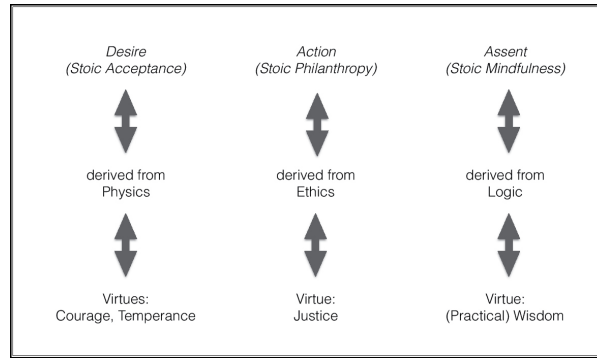 Desire
(Stoic Acceptance)
derived from
Physics
Virtues:
Courage, Temperance
Action
(Stoic Philanthropy)
derived from
Ethics
Virtue:
Justice
Assent
(Stoic Mindfulness)
derived from
Logic
Virtue:
(Practical) Wisdom